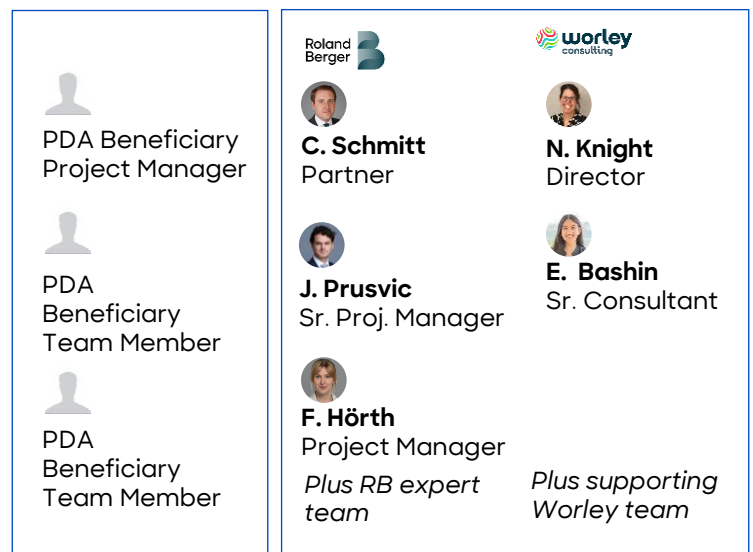 PDA Beneficiary
Project Manager
PDA
Beneficiary
Team Member
PDA
Beneficiary
Team Member
Roland
Berger
C. Schmitt
Partner
J. Prusvic
Sr. Proj. Manager
F. Hörth
Project Manager
Plus RB expert
team
worley
consulting
N. Knight
Director
E. Bashin
Sr. Consultant
Plus supporting
Worley team